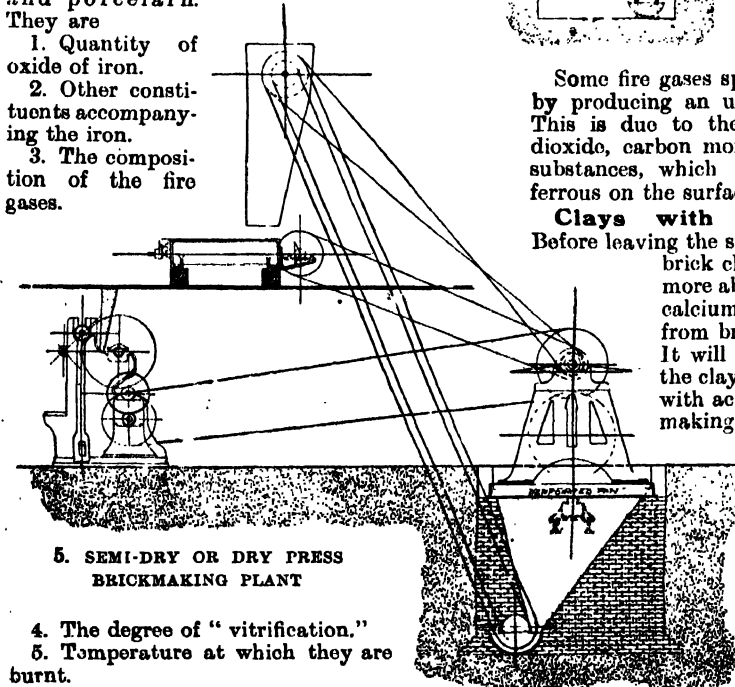 and porcelain.
They are
1. Quantity of
oxide of iron.
2. Other consti-
tuents accompany-
ing the iron.
3. The composi-
tion of the fire
gases.
PERFORATED PAN
5. SEMI-DRY OR DRY PRESS
BRICKMAKING PLANT
4. The degree of “ vitrification.”
5. Temperature at which they are
burnt.
Some fire gases sp
by producing an u
This is due to the
dioxide, carbon mo
substances, which
ferrous on the surfa
Clays with
Before leaving the s
brick cl
more ab
calcium
from br
It will
the clay
with ac
making